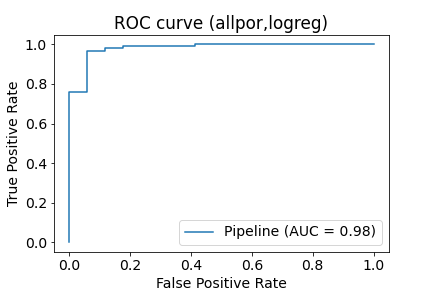 ROC curve (allpor,logreg)
True Positive Rate
1.0
0.8
0.6
0.4
0.2
0.0
Pipeline (AUC = 0.98)
0.0 0.2 0.4 0.6 0.8 1.0
False Positive Rate